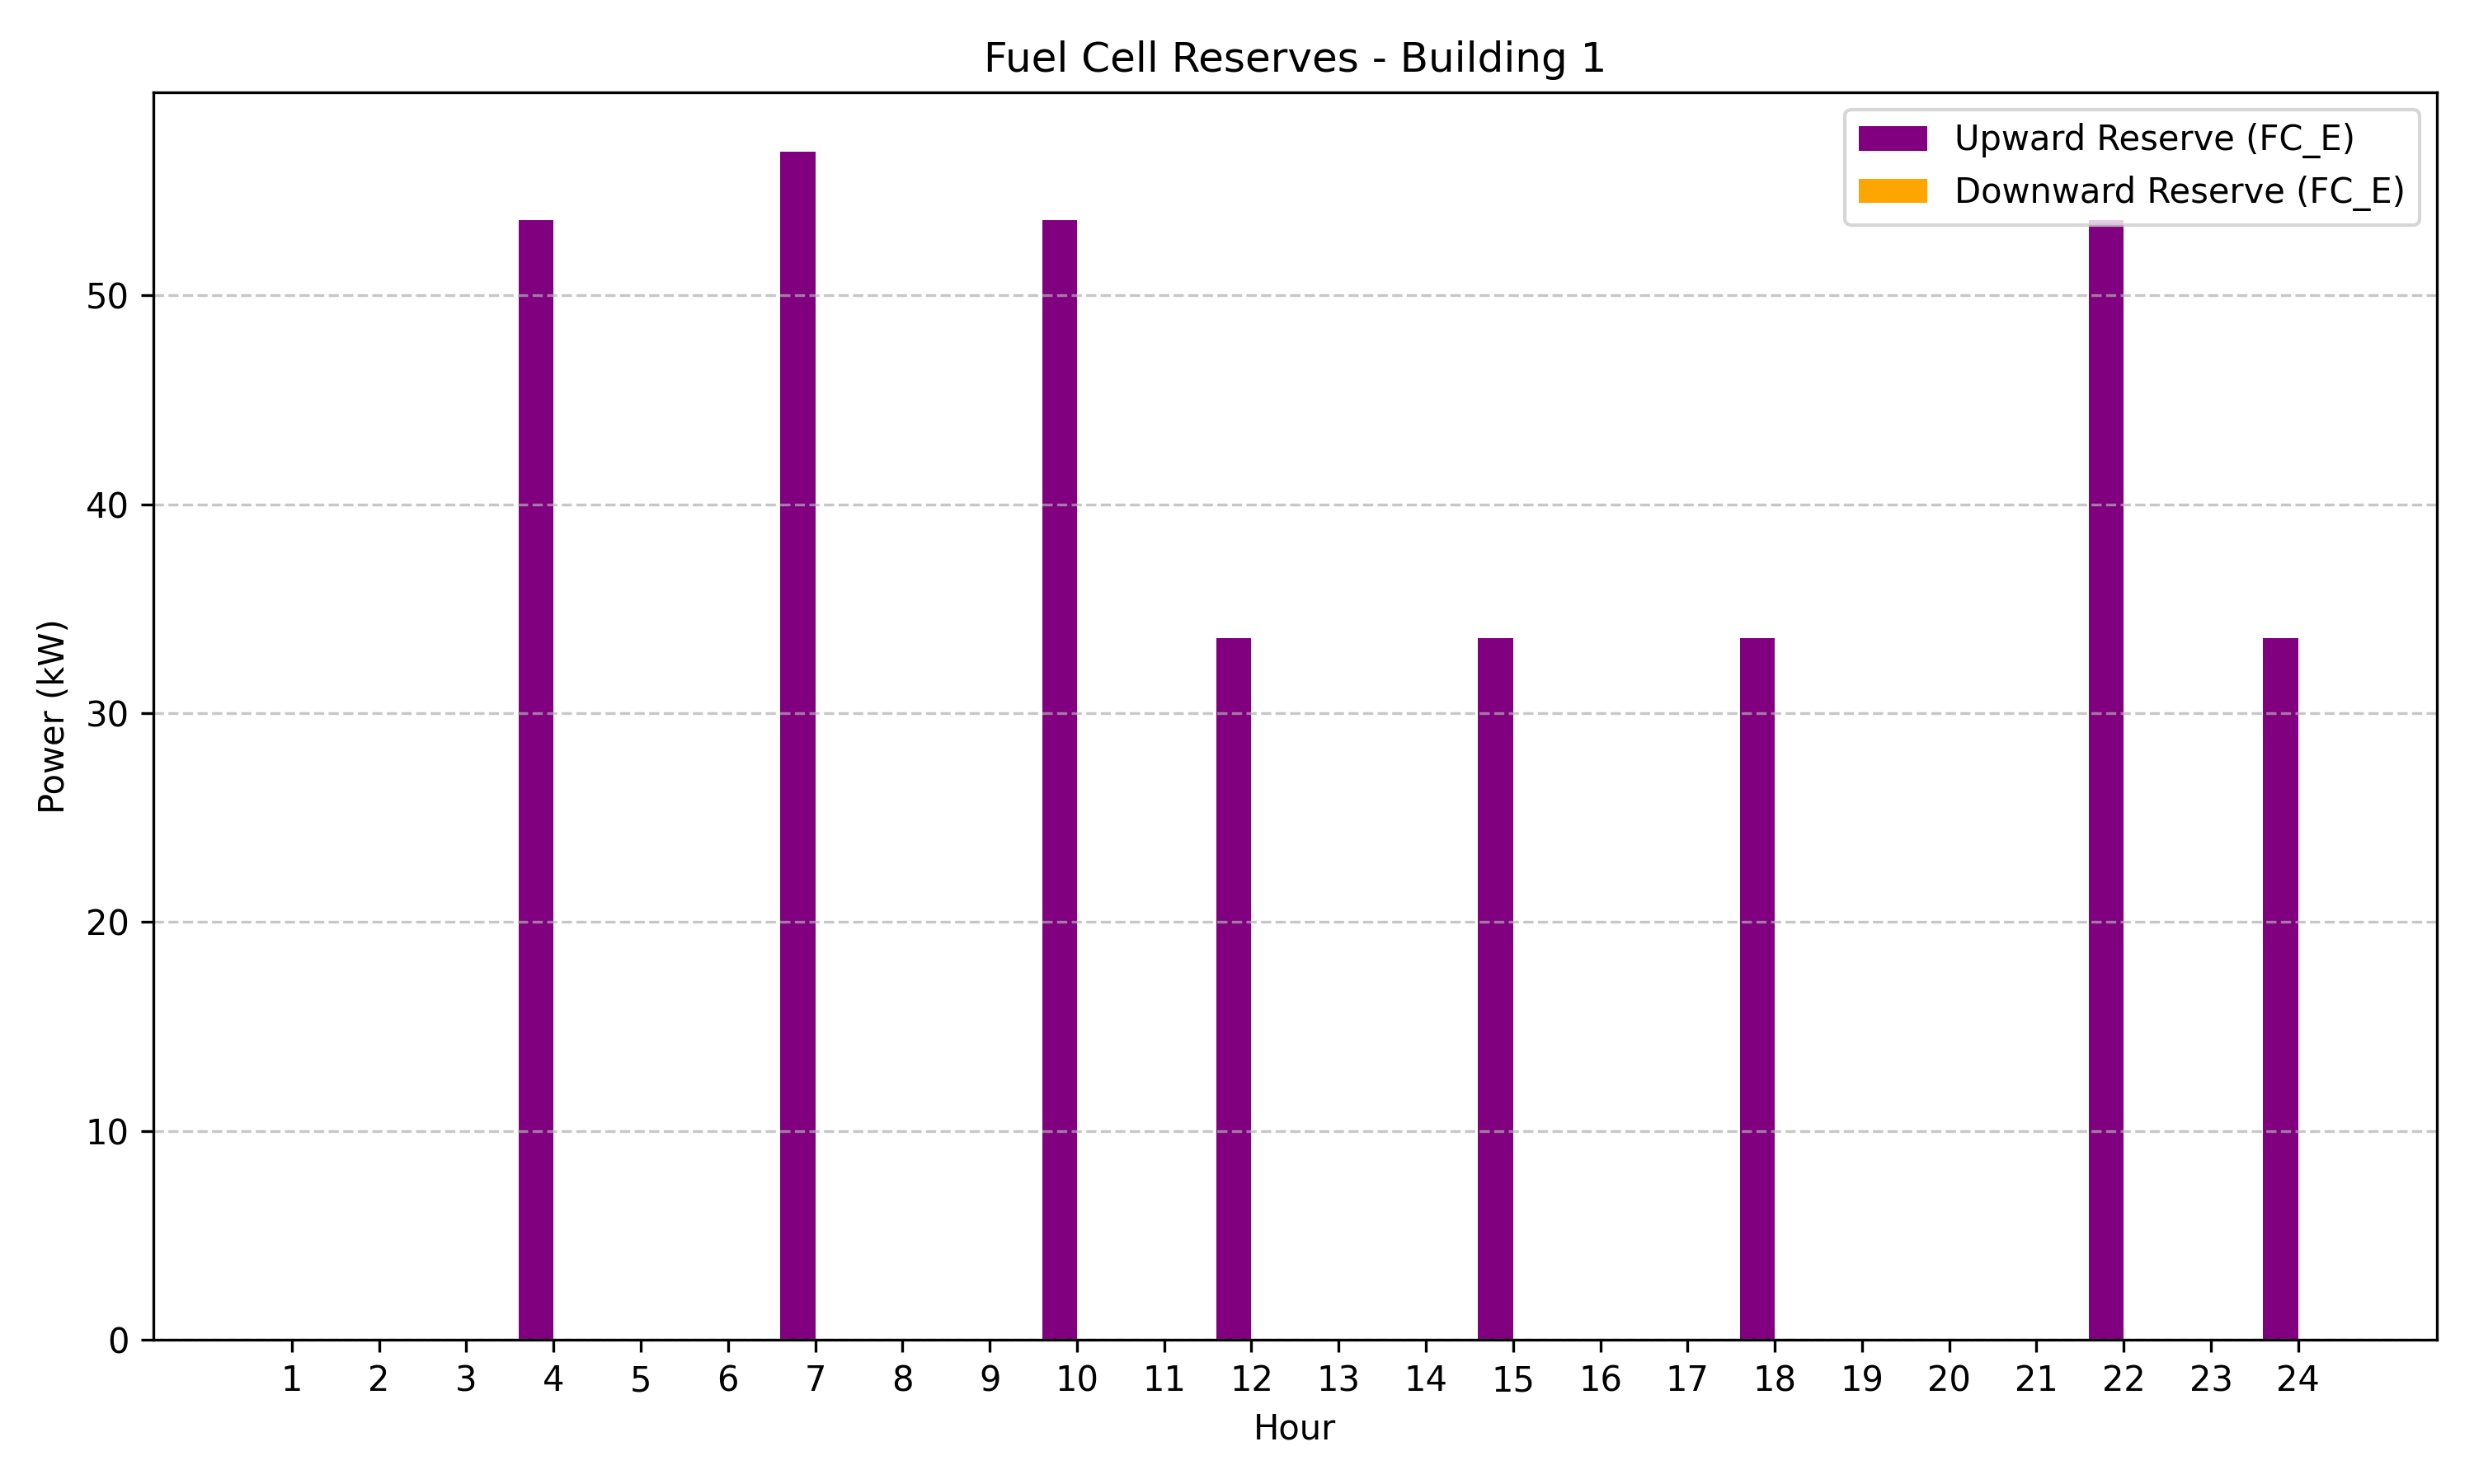 Fuel Cell Reserves - Building 1
Upward Reserve (FC_E)
Downward Reserve (FC_E)
Power (kW)
50
40
30
20
10
0
1 2 3 4 5 6 7 8 9 10 11 12 13 14 15 16 17 18 19 20 21 22 23 24
Hour